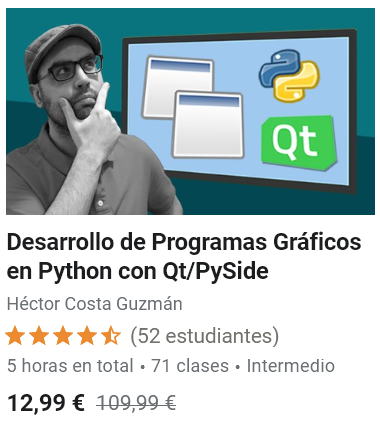 Qt
Desarrollo de Programas Gráficos
en Python con Qt/PySide
Héctor Costa Guzmán
(52 estudiantes)
5 horas en total • 71 clases • Intermedio
12,99 € 109,99 €